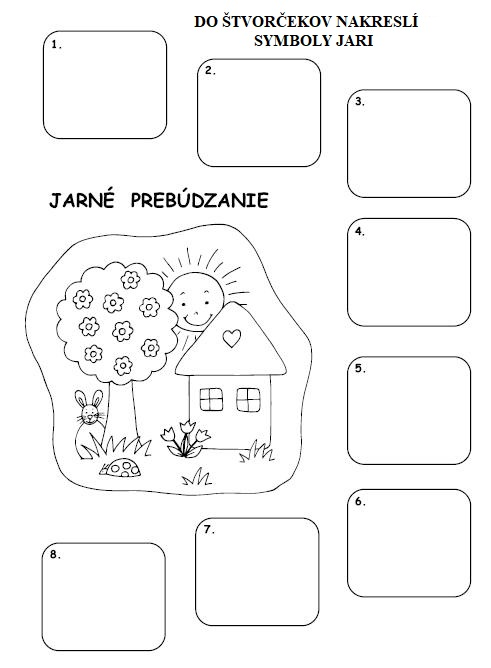 DO ŠTVORČEKOV NAKRESLÍ
SYMBOLY JARI
1.
2.
3.
JARNÉ PREBÚDZANIE
4.
5.
6.
7.
8.